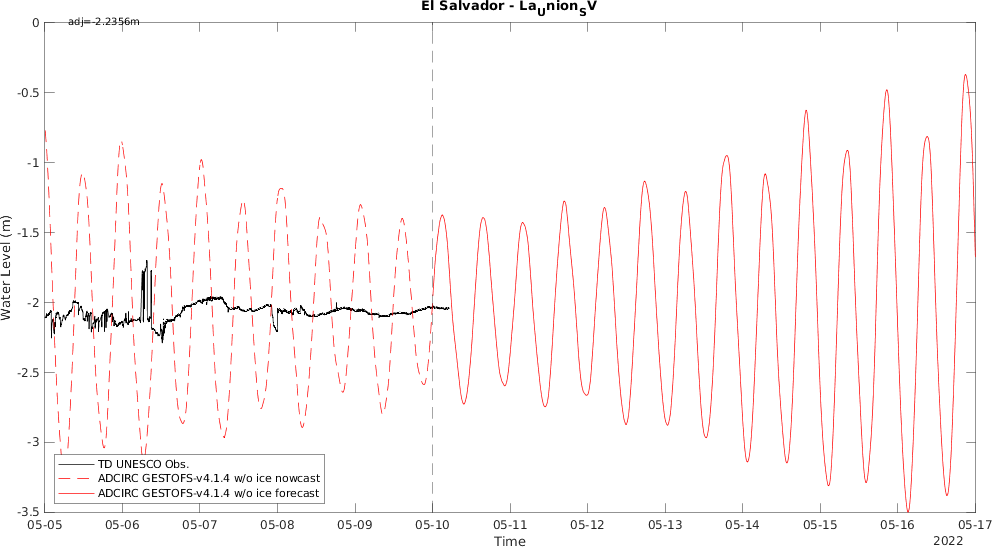 El Salvador - LaUnionSV
adj=-2.2356m
0
-0.5
-1
-1.5
-2
-2.5
-3
-3.5
Water Level (m)
TD UNESCO Obs.
ADCIRC GESTOFS-v4.1.4 w/o ice nowcast
ADCIRC GESTOFS-v4.1.4 w/o ice forecast
05-05 05-06 05-07 05-08 05-09 05-10 05-11 05-12 05-13 05-14 05-15 05-16 05-17
Time
2022